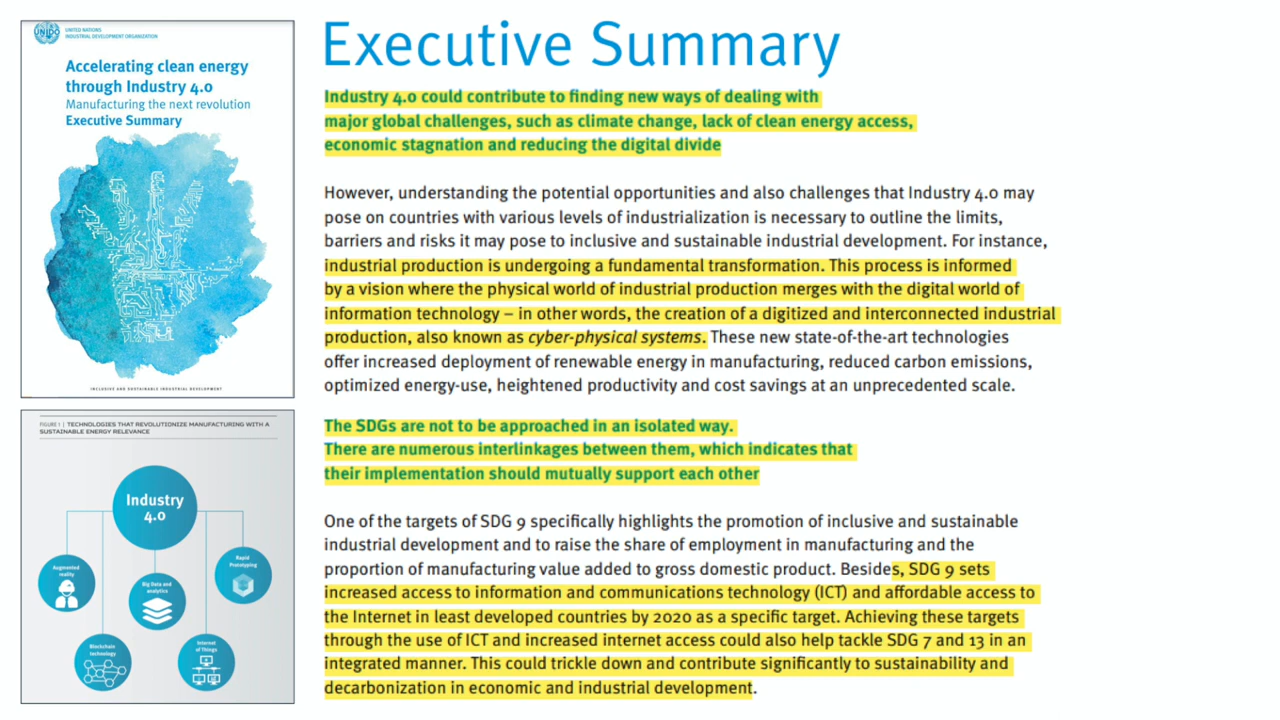 UNITED NATIONS
INDUSTRIAL DEVELOPMENT ORGANIZATION
Accelerating clean energy
through Industry 4.0
Manufacturing the next revolution
Executive Summary
INCLUSIVE AND SUSTAINABLE INDUSTRIAL DEVELOPMENT
FIGURE 1 | TECHNOLOGIES THAT REVOLUTIONIZE MANUFACTURING WITH A
SUSTAINABLE ENERGY RELEVANCE
Industry
4.0
Augmented
reality
Big Data and
analytics
Rapid
Prototyping
Blockchain
technology
Internet
of Things
Executive Summary
Industry 4.0 could contribute to finding new ways of dealing with
major global challenges, such as climate change, lack of clean energy access,
economic stagnation and reducing the digital divide
However, understanding the potential opportunities and also challenges that Industry 4.0 may
pose on countries with various levels of industrialization is necessary to outline the limits,
barriers and risks it may pose to inclusive and sustainable industrial development. For instance,
industrial production is undergoing a fundamental transformation. This process is informed
by a vision where the physical world of industrial production merges with the digital world of
information technology – in other words, the creation of a digitized and interconnected industrial
production, also known as cyber-physical systems. These new state-of-the-art technologies
offer increased deployment of renewable energy in manufacturing, reduced carbon emissions,
optimized energy-use, heightened productivity and cost savings at an unprecedented scale.
The SDGs are not to be approached in an isolated way.
There are numerous interlinkages between them, which indicates that
their implementation should mutually support each other
One of the targets of SDG 9 specifically highlights the promotion of inclusive and sustainable
industrial development and to raise the share of employment in manufacturing and the
proportion of manufacturing value added to gross domestic product. Besides, SDG 9 sets
increased access to information and communications technology (ICT) and affordable access to
the Internet in least developed countries by 2020 as a specific target. Achieving these targets
through the use of ICT and increased internet access could also help tackle SDG 7 and 13 in an
integrated manner. This could trickle down and contribute significantly to sustainability and
decarbonization in economic and industrial development.